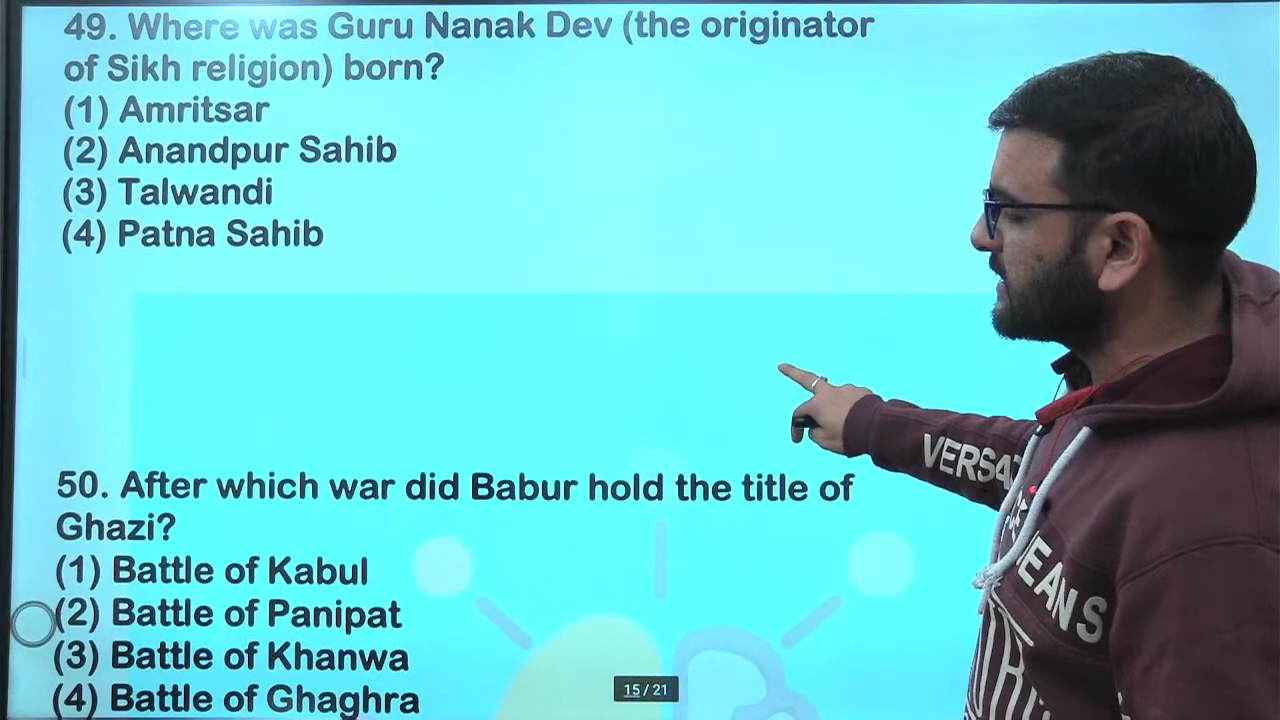 49. Where was Guru Nanak Dev (the originator
of Sikh religion) born?
(1) Amritsar
(2) Anandpur Sahib
(3) Talwandi
(4) Patna Sahib
50. After which war did Babur hold the title of
Ghazi?
(1) Battle of Kabul
(2) Battle of Panipat
(3) Battle of Khanwa
(4) Battle of Ghaghra
15 / 21